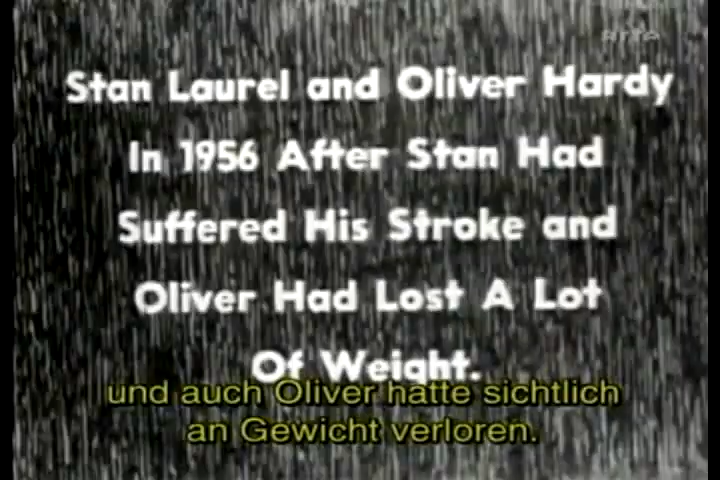 arte
Stan Laurel and Oliver Hardy
In 1956 After Stan Had
Suffered His Stroke and
Oliver Had Lost A Lot
Of Weight.
und auch Oliver hatte sichtlich
an Gewicht verloren.